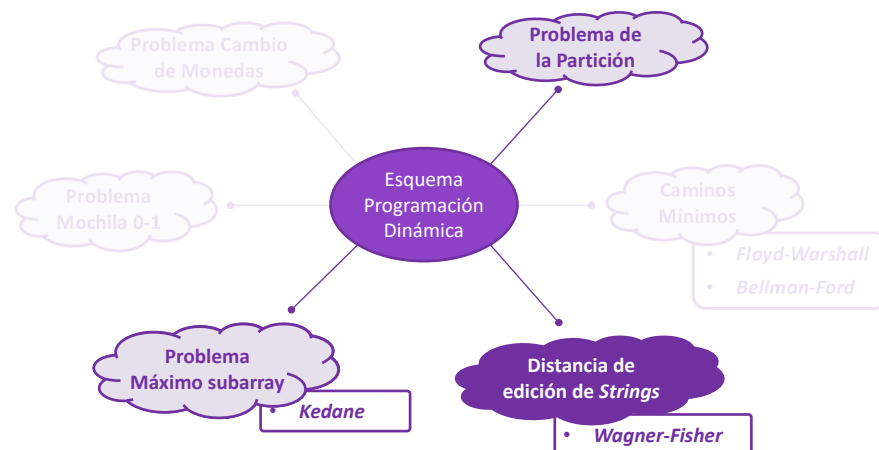 Problema Cambio
de Monedas
Problema de
la Partición
Esquema
Programación
Dinámica
Problema
Mochila 0-1
Caminos
Mínimos
• Floyd-Warshall
• Bellman-Ford
Problema
Máximo subarray
• Kedane
Distancia de
edición de Strings
• Wagner-Fisher